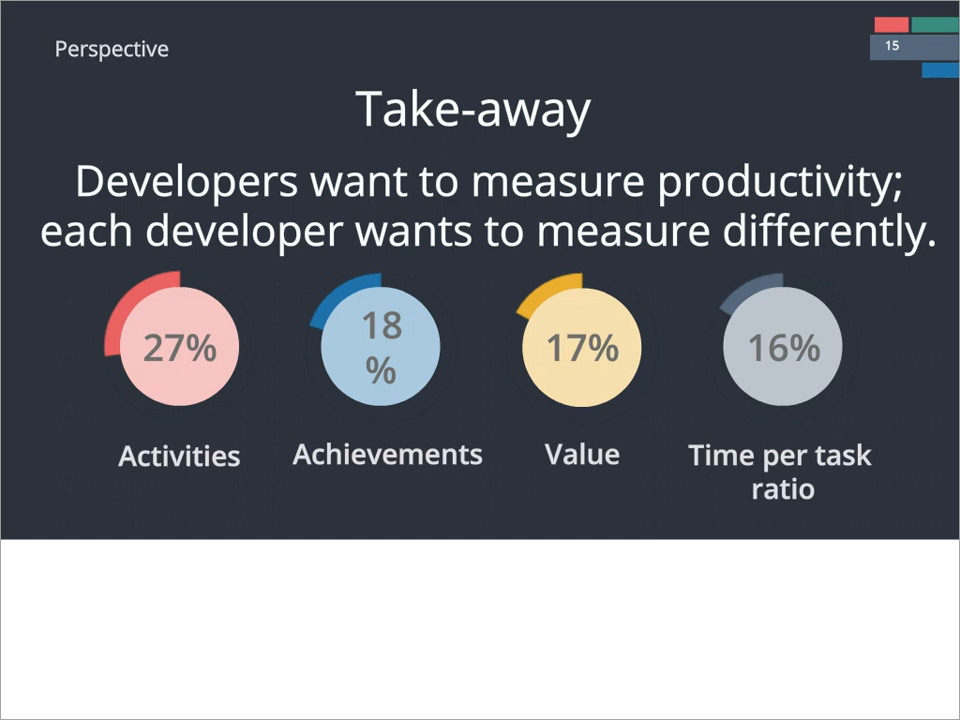 Perspective
15
Take-away
Developers want to measure productivity;
each developer wants to measure differently.
27%
18
%
17%
16%
Activities
Achievements
Value
Time per task
ratio